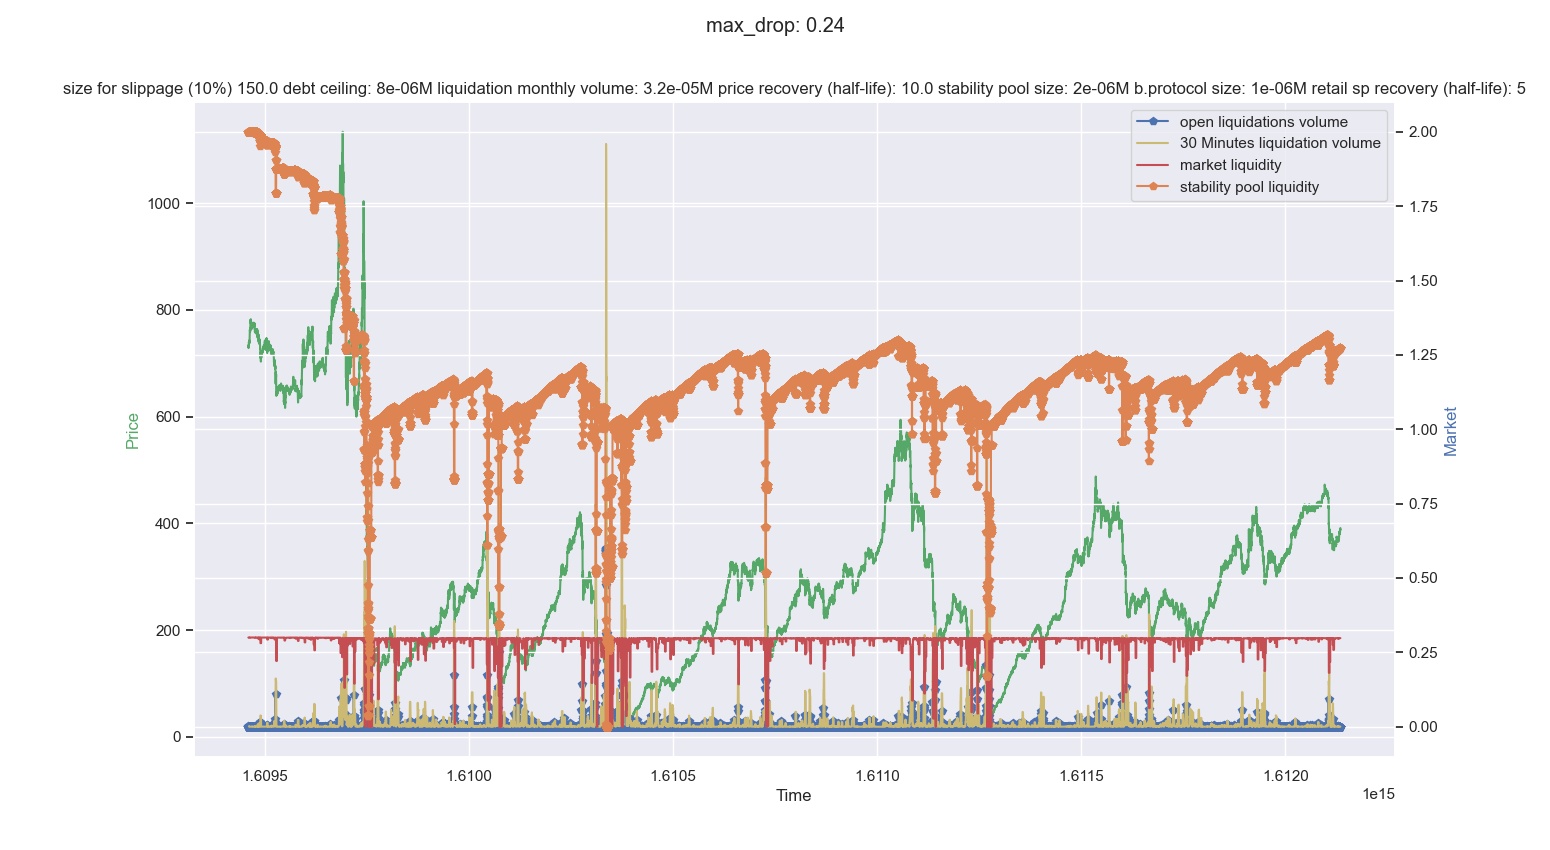 max_drop: 0.24
size for slippage (10%) 150.0 debt ceiling: 8e-06M liquidation monthly volume: 3.2e-05M price recovery (half-life): 10.0 stability pool size: 2e-06M b.protocol size: 1e-06M retail sp recovery (half-life): 5
open liquidations volume
30 Minutes liquidation volume
market liquidity
stability pool liquidity
Price
1000
800
600
400
200
0
2.00
1.75
1.50
1.25
1.00
0.75
0.50
0.25
0.00
Market
1.6095 1.6100 1.6105 1.6110 1.6115 1.6120
Time
1e15